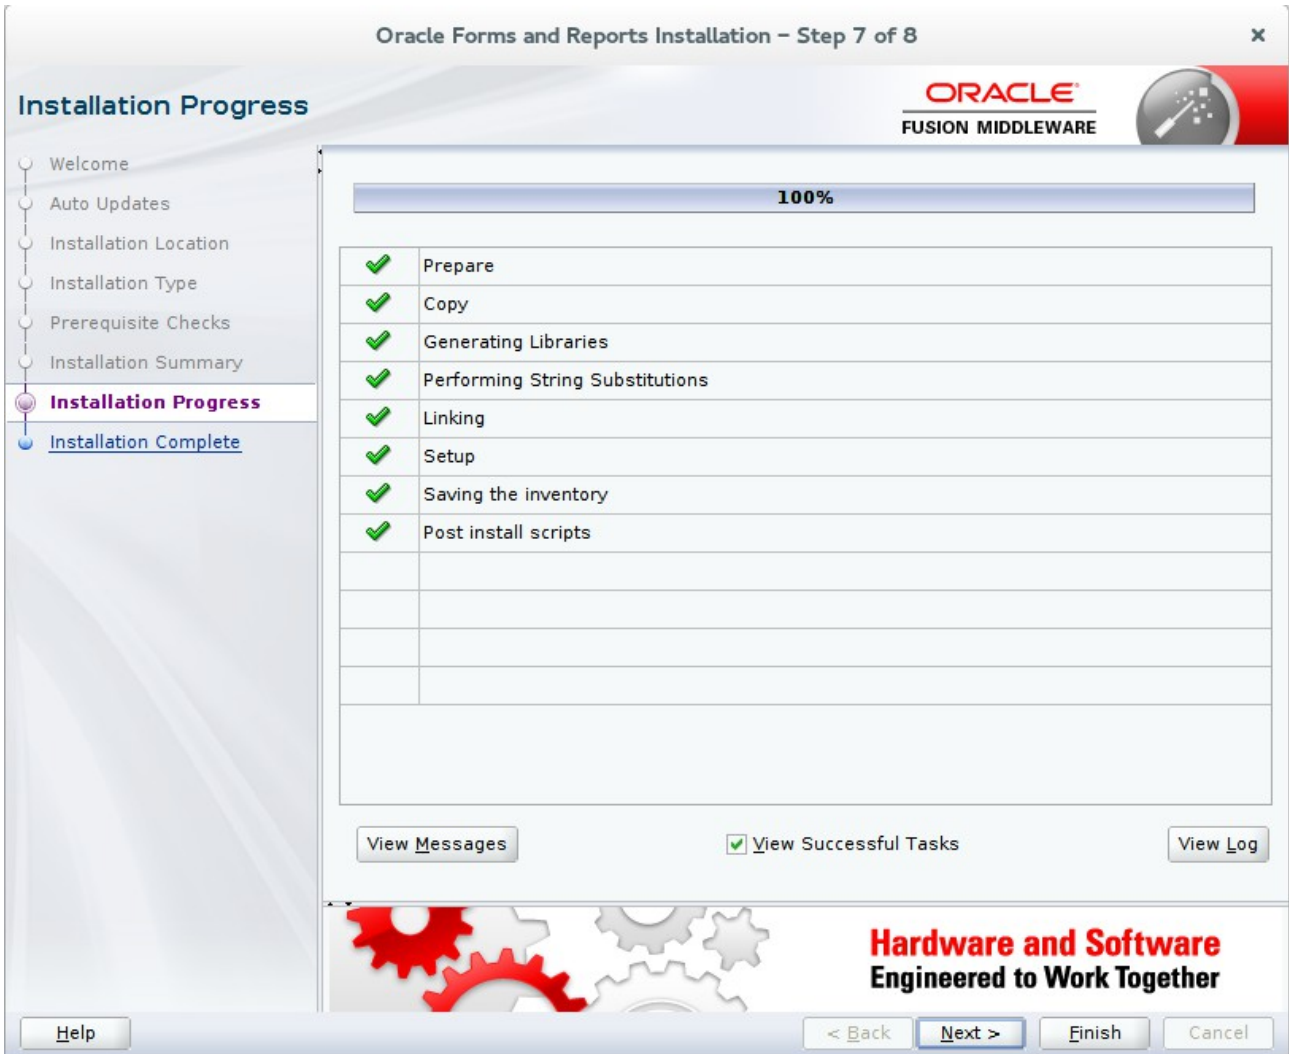 Oracle Forms and Reports Installation – Step 7 of 8
Installation Progress
ORACLE
FUSION MIDDLEWARE
Welcome
Auto Updates
Installation Location
Installation Type
Prerequisite Checks
Installation Summary
Installation Progress
Installation Complete
100%
Prepare
Copy
Generating Libraries
Performing String Substitutions
Linking
Setup
Saving the inventory
Post install scripts
View Messages
View Successful Tasks
View Log
Hardware and Software
Engineered to Work Together
Help
< Back
Next >
Finish
Cancel